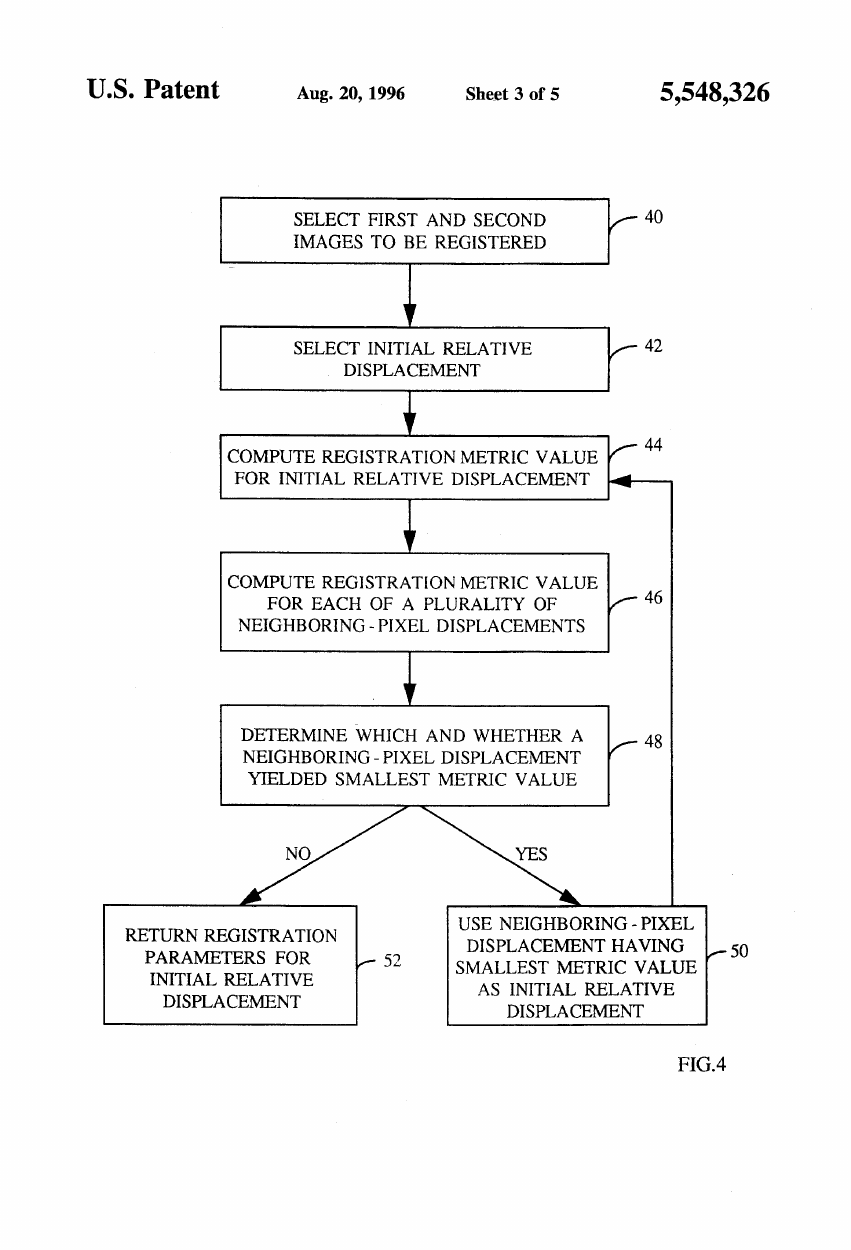 U.S. Patent Aug. 20, 1996 Sheet 3 of 5 5,548,326
SELECT FIRST AND SECOND
IMAGES TO BE REGISTERED
40
SELECT INITIAL RELATIVE
DISPLACEMENT
42
COMPUTE REGISTRATION METRIC VALUE
FOR INITIAL RELATIVE DISPLACEMENT
44
COMPUTE REGISTRATION METRIC VALUE
FOR EACH OF A PLURALITY OF
NEIGHBORING-PIXEL DISPLACEMENTS
46
DETERMINE WHICH AND WHETHER A
NEIGHBORING-PIXEL DISPLACEMENT
YIELDED SMALLEST METRIC VALUE
48
NO
YES
RETURN REGISTRATION
PARAMETERS FOR
INITIAL RELATIVE
DISPLACEMENT
52
USE NEIGHBORING-PIXEL
DISPLACEMENT HAVING
SMALLEST METRIC VALUE
AS INITIAL RELATIVE
DISPLACEMENT
50
FIG.4